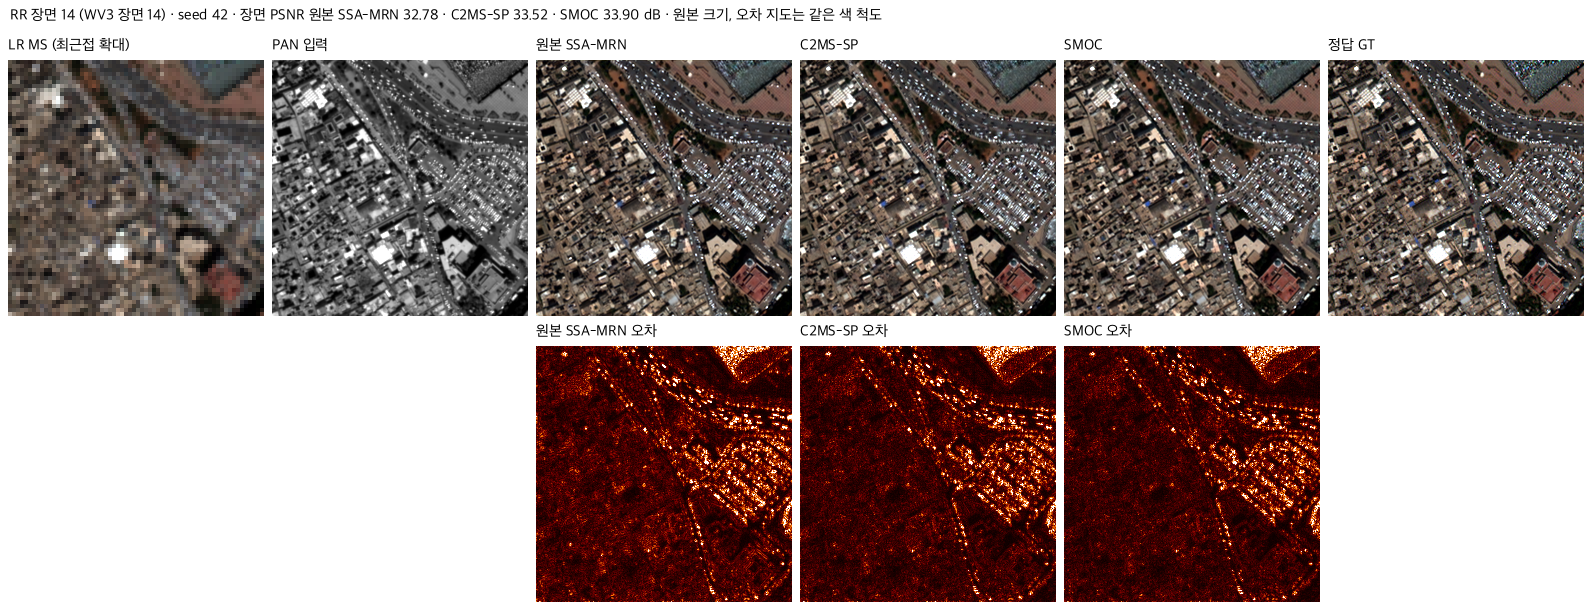 RR 장면 14 (WV3 장면 14) · seed 42 · 장면 PSNR 원본 SSA-MRN 32.78 · C2MS-SP 33.52 · SMOC 33.90 dB · 원본 크기, 오차 지도는 같은 색 척도
LR MS (최근접 확대)
PAN 입력
원본 SSA-MRN
C2MS-SP
SMOC
정답 GT
원본 SSA-MRN 오차
C2MS-SP 오차
SMOC 오차